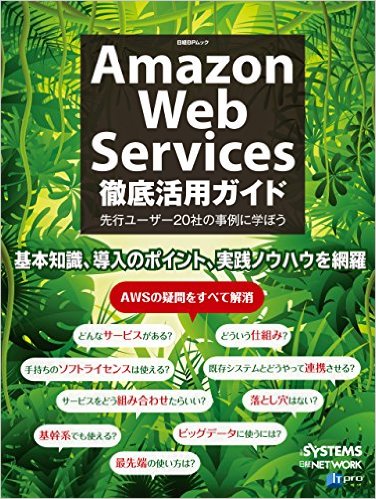 日経BPムック
Amazon
Web
Services
徹底活用ガイド
先行ユーザー20社の事例に学ぼう
基本知識、導入のポイント、実践ノウハウを網羅
AWSの疑問をすべて解消
どんなサービスがある?
どういう仕組み?
手持ちのソフトライセンスは使える?
既存システムとどうやって連携させる?
サービスをどう組み合わせたらいい?
落とし穴はない?
基幹系でも使える?
ビッグデータに使うには?
最先端の使い方は?
SYSTEMS
日経NETWORK
ITpro